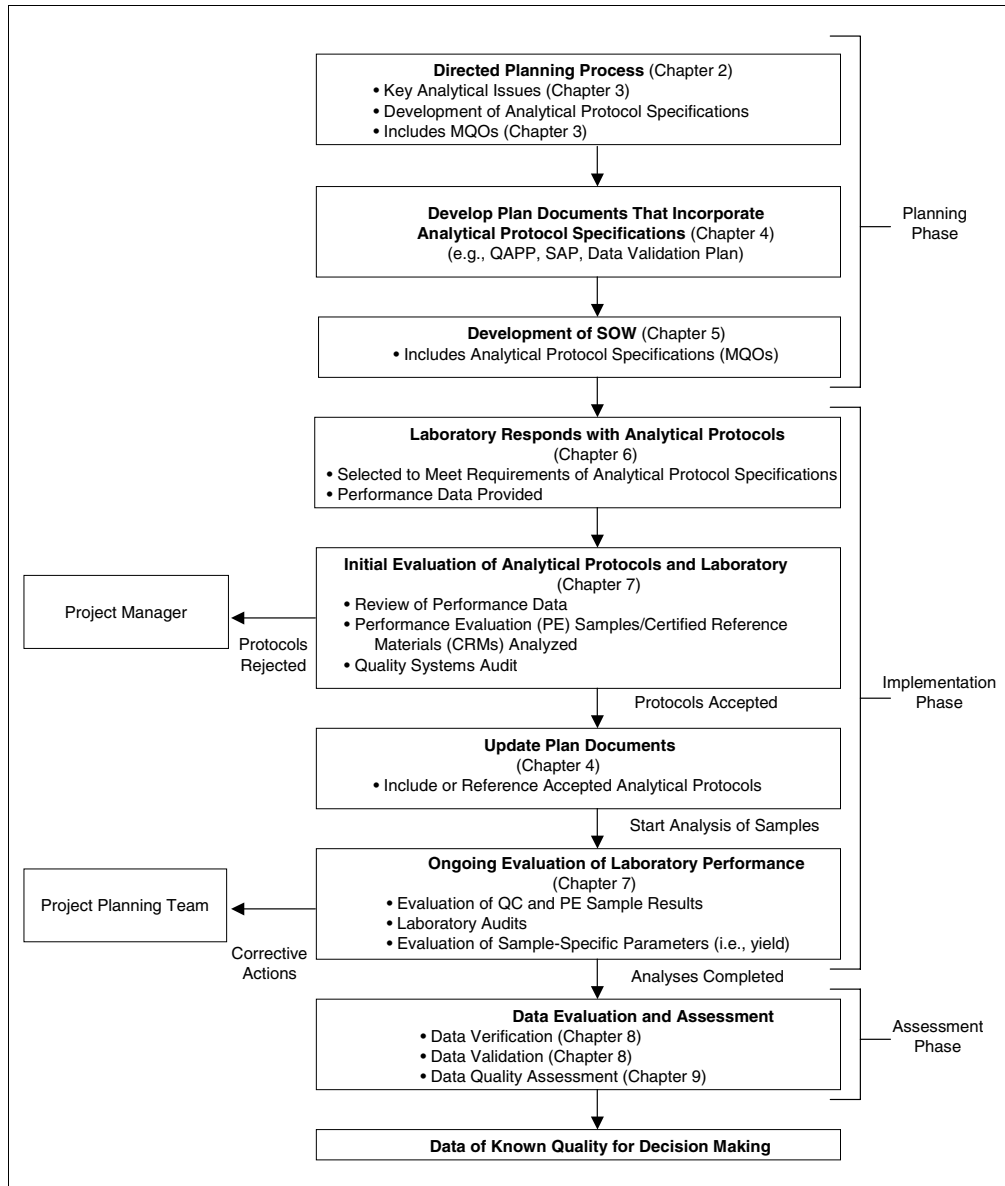 Directed Planning Process (Chapter 2)
• Key Analytical Issues (Chapter 3)
• Development of Analytical Protocol Specifications
• Includes MQOs (Chapter 3)
Develop Plan Documents That Incorporate
Analytical Protocol Specifications (Chapter 4)
(e.g., QAPP, SAP, Data Validation Plan)
Planning
Phase
Development of SOW (Chapter 5)
• Includes Analytical Protocol Specifications (MQOs)
Laboratory Responds with Analytical Protocols
(Chapter 6)
• Selected to Meet Requirements of Analytical Protocol Specifications
• Performance Data Provided
Initial Evaluation of Analytical Protocols and Laboratory
(Chapter 7)
• Review of Performance Data
• Performance Evaluation (PE) Samples/Certified Reference
Materials (CRMs) Analyzed
• Quality Systems Audit
Project Manager
Protocols
Rejected
Implementation
Phase
Protocols Accepted
Update Plan Documents
(Chapter 4)
• Include or Reference Accepted Analytical Protocols
Start Analysis of Samples
Ongoing Evaluation of Laboratory Performance
(Chapter 7)
• Evaluation of QC and PE Sample Results
• Laboratory Audits
• Evaluation of Sample-Specific Parameters (i.e., yield)
Project Planning Team
Corrective
Actions
Analyses Completed
Data Evaluation and Assessment
• Data Verification (Chapter 8)
• Data Validation (Chapter 8)
• Data Quality Assessment (Chapter 9)
Assessment
Phase
Data of Known Quality for Decision Making